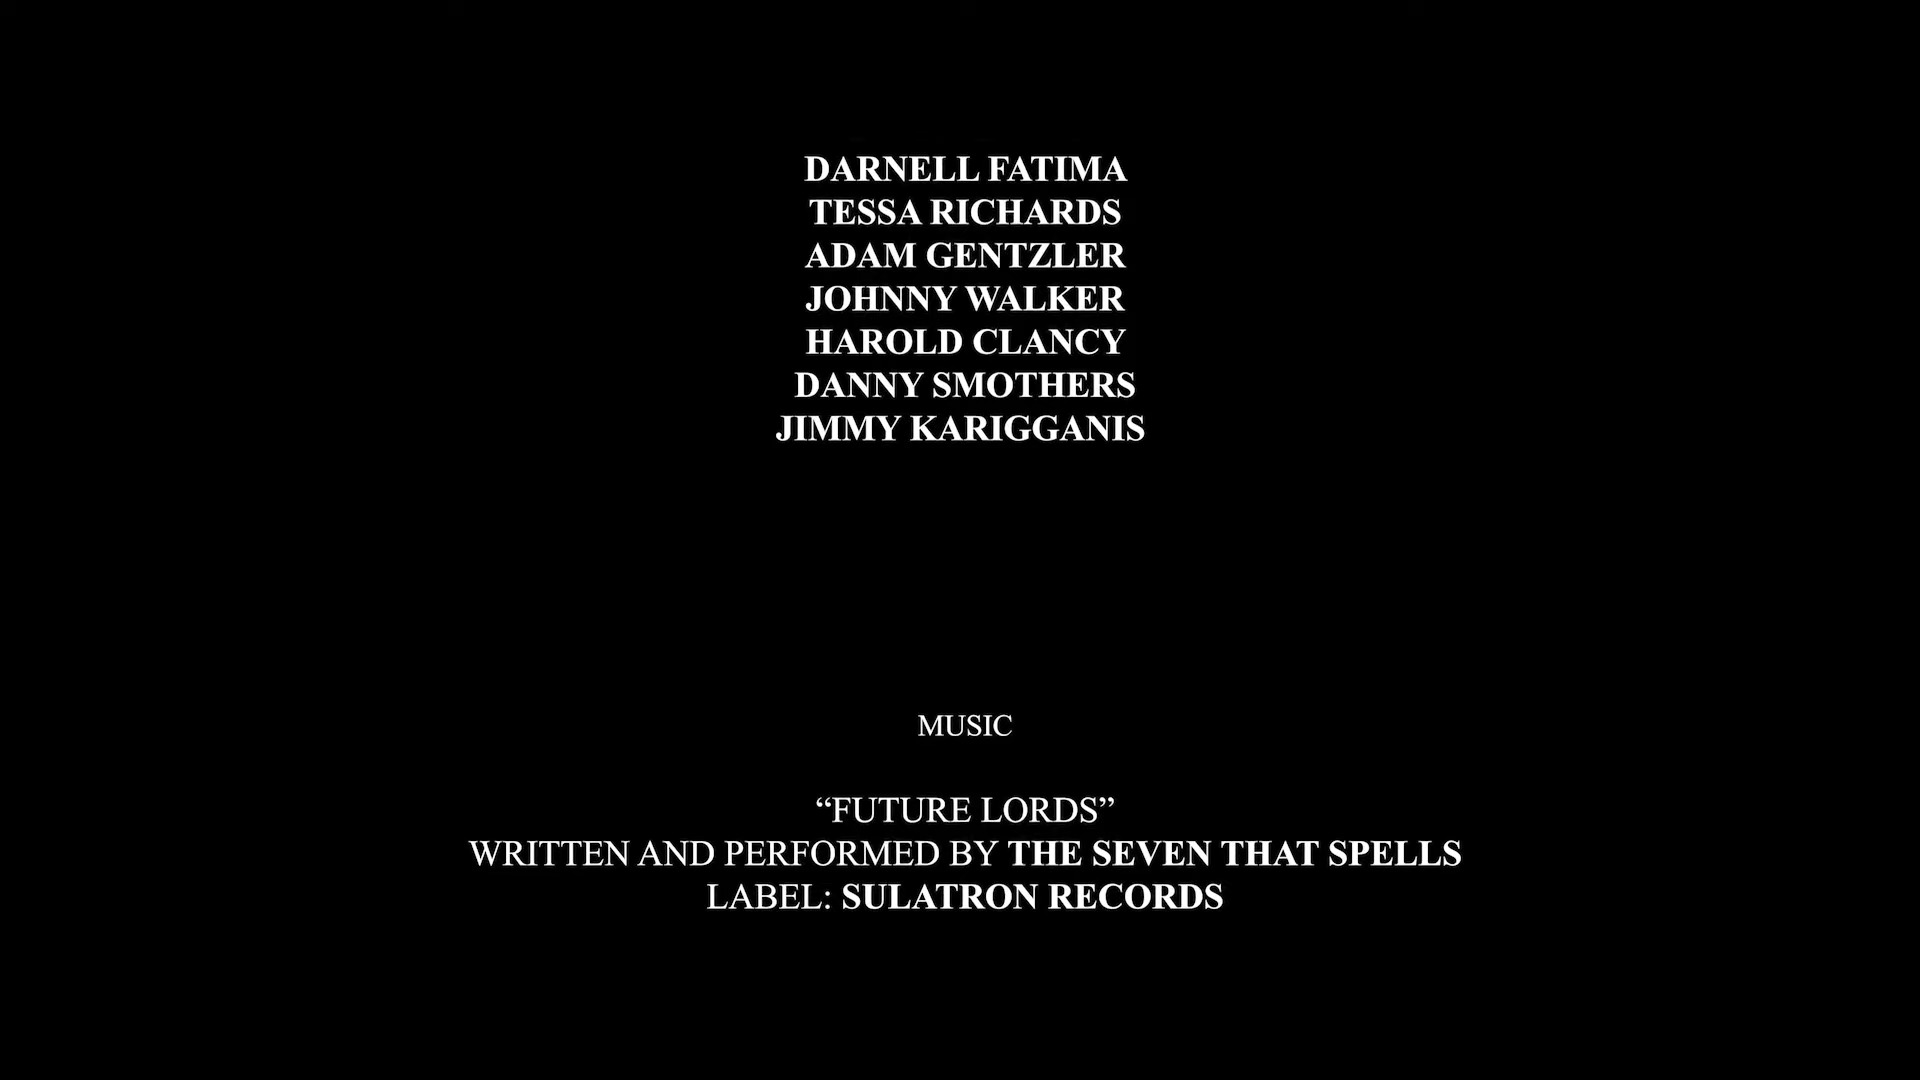 DARNELL FATIMA
TESSA RICHARDS
ADAM GENTZLER
JOHNNY WALKER
HAROLD CLANCY
DANNY SMOTHERS
JIMMY KARIGGANIS
MUSIC
“FUTURE LORDS”
WRITTEN AND PERFORMED BY THE SEVEN THAT SPELLS
LABEL: SULATRON RECORDS